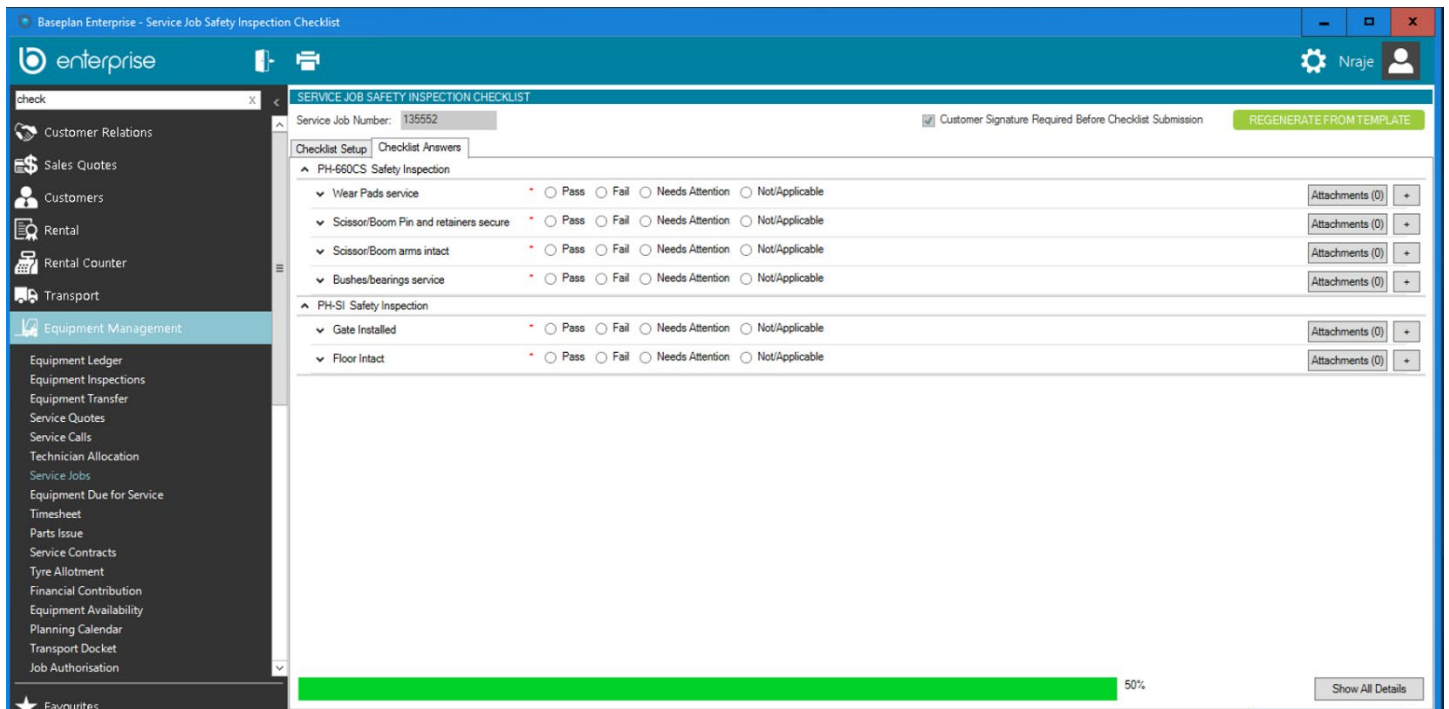 Baseplan Enterprise - Service Job Safety Inspection Checklist
enterprise
Nraje
check X <
Customer Relations
Sales Quotes
Customers
Rental
Rental Counter
Transport
Equipment Management
Equipment Ledger
Equipment Inspections
Equipment Transfer
Service Quotes
Service Calls
Technician Allocation
Service Jobs
Equipment Due for Service
Timesheet
Parts Issue
Service Contracts
Tyre Allotment
Financial Contribution
Equipment Availability
Planning Calendar
Transport Docket
Job Authorisation
Favourites
SERVICE JOB SAFETY INSPECTION CHECKLIST
Service Job Number: 135552 Customer Signature Required Before Checklist Submission REGENERATE FROM TEMPLATE
Checklist Setup Checklist Answers
PH-660CS Safety Inspection
Wear Pads service * Pass Fail Needs Attention Not/Applicable Attachments (0) +
Scissor/Boom Pin and retainers secure * Pass Fail Needs Attention Not/Applicable Attachments (0) +
Scissor/Boom arms intact * Pass Fail Needs Attention Not/Applicable Attachments (0) +
Bushes/bearings service * Pass Fail Needs Attention Not/Applicable Attachments (0) +
PH-SI Safety Inspection
Gate Installed * Pass Fail Needs Attention Not/Applicable Attachments (0) +
Floor Intact * Pass Fail Needs Attention Not/Applicable Attachments (0) +
50% Show All Details